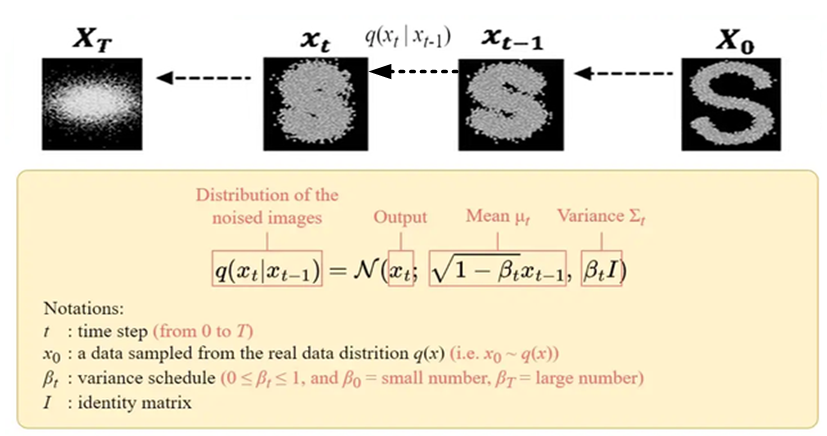 X_T x_t q(x_t | x_{t-1}) x_{t-1} X_0
Distribution of the
noised images Output Mean μ_t Variance Σ_t
q(x_t|x_{t-1}) = 𝒩(x_t; √(1 − β_t)x_{t-1}, β_t I)
Notations:
t : time step (from 0 to T)
x_0 : a data sampled from the real data distrition q(x) (i.e. x_0 ~ q(x))
β_t : variance schedule (0 ≤ β_t ≤ 1, and β_0 = small number, β_T = large number)
I : identity matrix